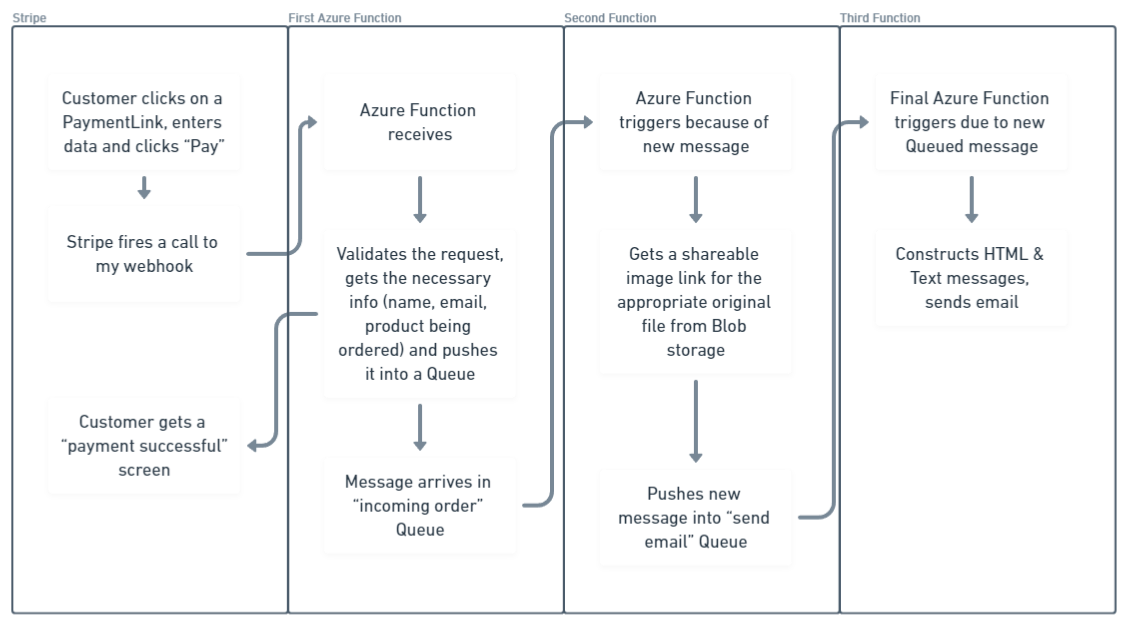 Stripe
Customer clicks on a
PaymentLink, enters
data and clicks “Pay”
Stripe fires a call to
my webhook
Customer gets a
“payment successful”
screen
First Azure Function
Azure Function
receives
Validates the request,
gets the necessary
info (name, email,
product being
ordered) and pushes
it into a Queue
Message arrives in
“incoming order”
Queue
Second Function
Azure Function
triggers because of
new message
Gets a shareable
image link for the
appropriate original
file from Blob
storage
Pushes new
message into “send
email” Queue
Third Function
Final Azure Function
triggers due to new
Queued message
Constructs HTML &
Text messages,
sends email